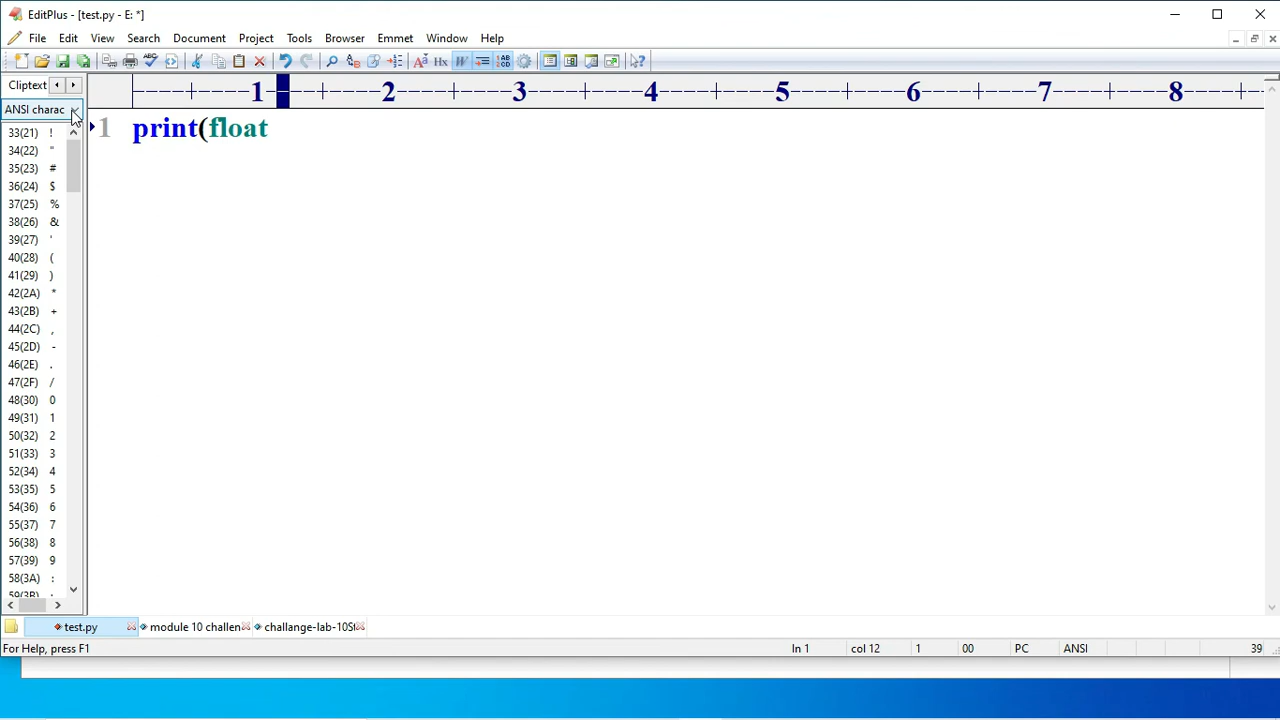 EditPlus - [test.py - E: *]
File Edit View Search Document Project Tools Browser Emmet Window Help
Hx W
Cliptext
1 2 3 4 5 6 7 8
ANSI charac
1 print(float
33(21) !
34(22) "
35(23) #
36(24) $
37(25) %
38(26) &
39(27) '
40(28) (
41(29) )
42(2A) *
43(2B) +
44(2C) ,
45(2D) -
46(2E) .
47(2F) /
48(30) 0
49(31) 1
50(32) 2
51(33) 3
52(34) 4
53(35) 5
54(36) 6
55(37) 7
56(38) 8
57(39) 9
58(3A) :
59(3B) ;
test.py module 10 challen challange-lab-10St
For Help, press F1 ln 1 col 12 1 00 PC ANSI 39